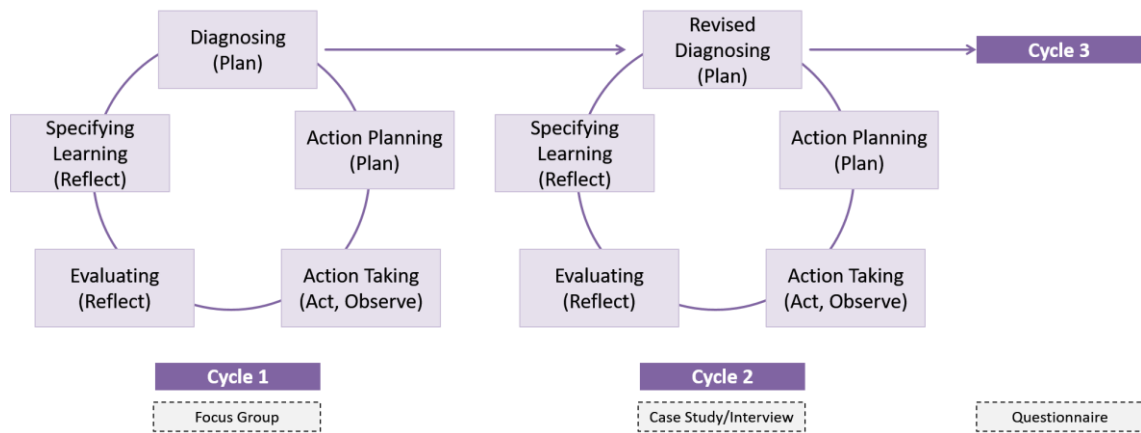 Diagnosing
(Plan)
Revised
Diagnosing
(Plan)
Cycle 3
Specifying
Learning
(Reflect)
Action Planning
(Plan)
Specifying
Learning
(Reflect)
Action Planning
(Plan)
Evaluating
(Reflect)
Action Taking
(Act, Observe)
Evaluating
(Reflect)
Action Taking
(Act, Observe)
Cycle 1
Cycle 2
Focus Group
Case Study/Interview
Questionnaire